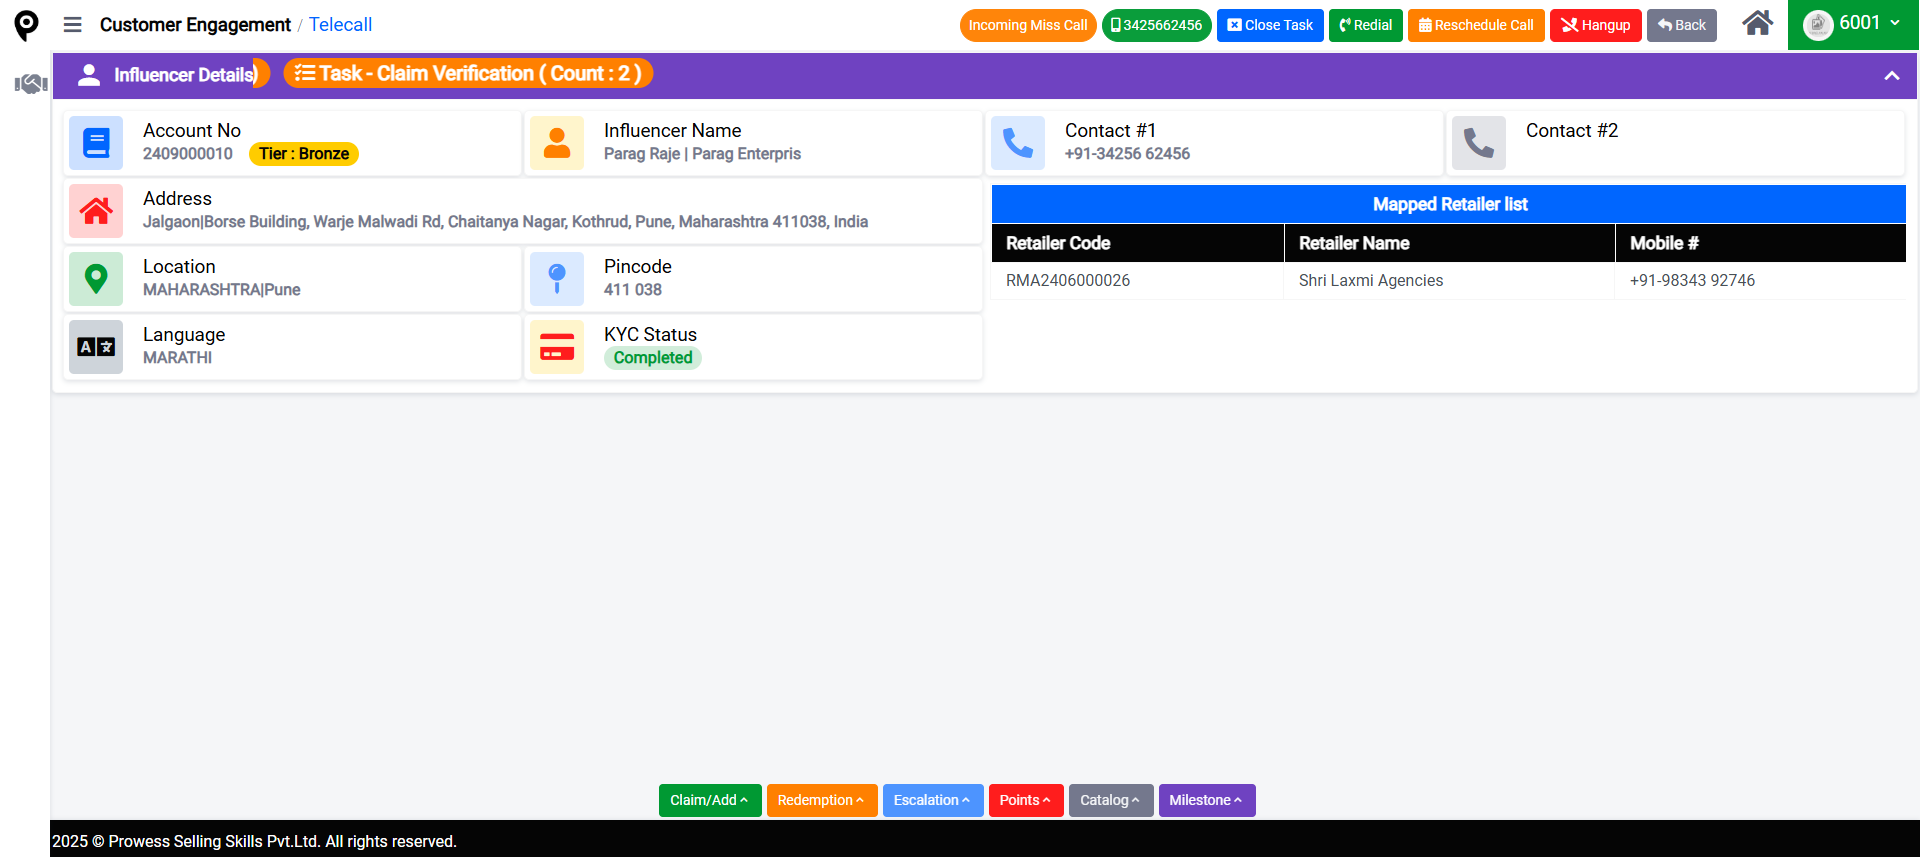 Customer Engagement / Telecall
Incoming Miss Call
3425662456
Close Task
Redial
Reschedule Call
Hangup
Back
6001
Influencer Details)
Task - Claim Verification ( Count : 2 )
Account No
2409000010
Tier : Bronze
Influencer Name
Parag Raje | Parag Enterpris
Contact #1
+91-34256 62456
Contact #2
Address
Jalgaon|Borse Building, Warje Malwadi Rd, Chaitanya Nagar, Kothrud, Pune, Maharashtra 411038, India
Location
MAHARASHTRA|Pune
Pincode
411 038
Language
MARATHI
KYC Status
Completed
Mapped Retailer list
Retailer Code Retailer Name Mobile #
RMA2406000026 Shri Laxmi Agencies +91-98343 92746
Claim/Add
Redemption
Escalation
Points
Catalog
Milestone
2025 © Prowess Selling Skills Pvt.Ltd. All rights reserved.